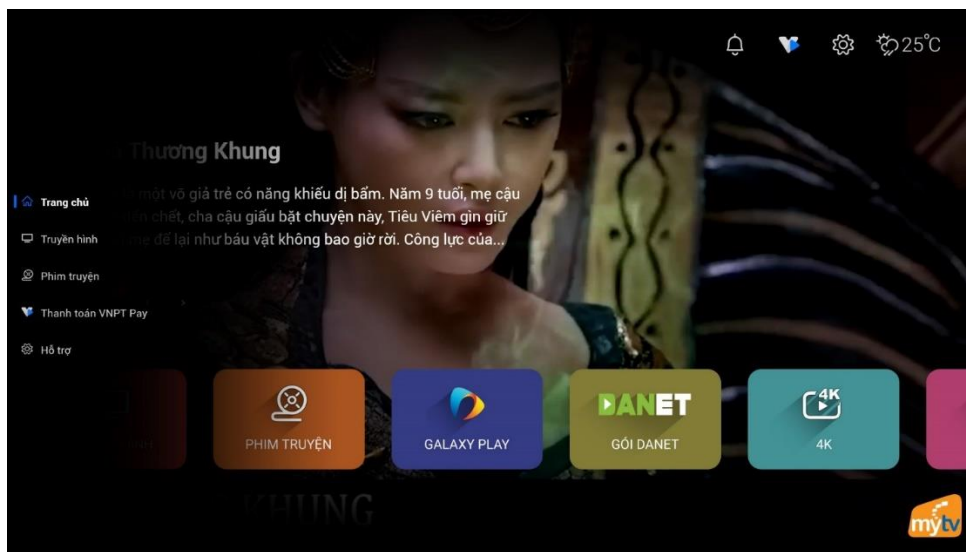 25°C
Thương Khung
một võ giả trẻ có năng khiếu dị bẩm. Năm 9 tuổi, mẹ cậu
chết, cha cậu giấu bặt chuyện này, Tiêu Viêm gìn giữ
để lại như báu vật không bao giờ rời. Công lực của...
Trang chủ
Truyền hình
Phim truyện
Thanh toán VNPT Pay
Hỗ trợ
PHIM TRUYỆN
GALAXY PLAY
DANET
GÓI DANET
4K
4K
KHUNG
mytv